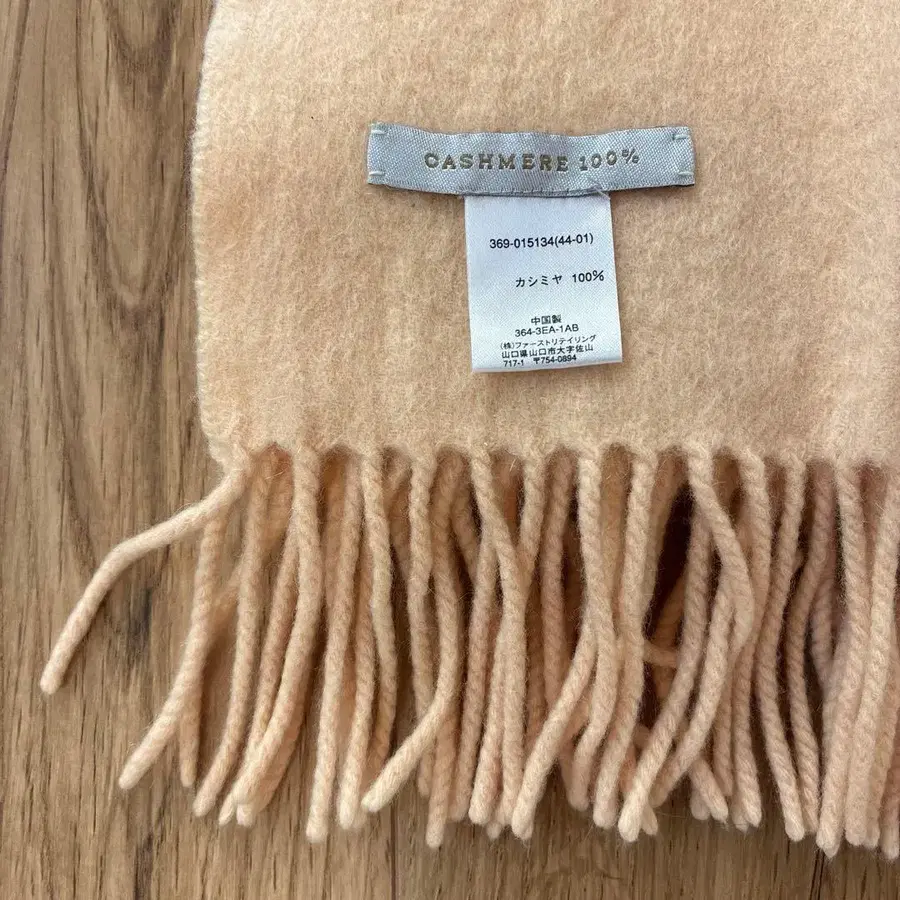 CASHMERE 100%
369-015134(44-01)
カシミヤ 100%
中国製
364-3EA-1AB
(株)ファーストリテイリング
山口県山口市大字佐山
717-1 〒754-0894